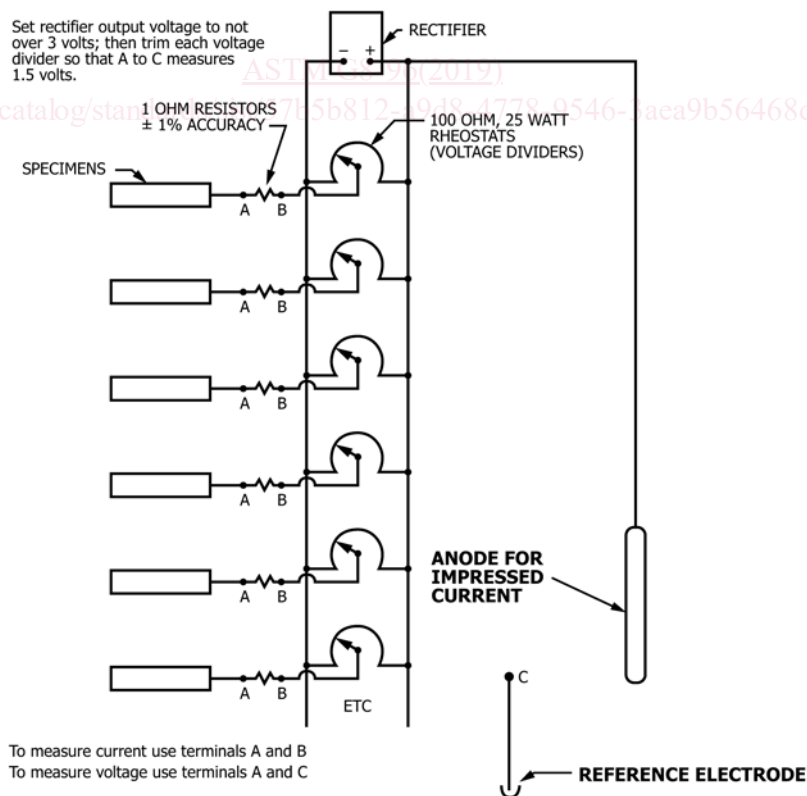 Set rectifier output voltage to not
over 3 volts; then trim each voltage
divider so that A to C measures
1.5 volts.
- +
RECTIFIER
ASTM G8-96(2019)
1 OHM RESISTORS
± 1% ACCURACY
100 OHM, 25 WATT
RHEOSTATS
(VOLTAGE DIVIDERS)
SPECIMENS
A B
A B
A B
A B
A B
A B
ETC
ANODE FOR
IMPRESSED
CURRENT
C
To measure current use terminals A and B
To measure voltage use terminals A and C
REFERENCE ELECTRODE